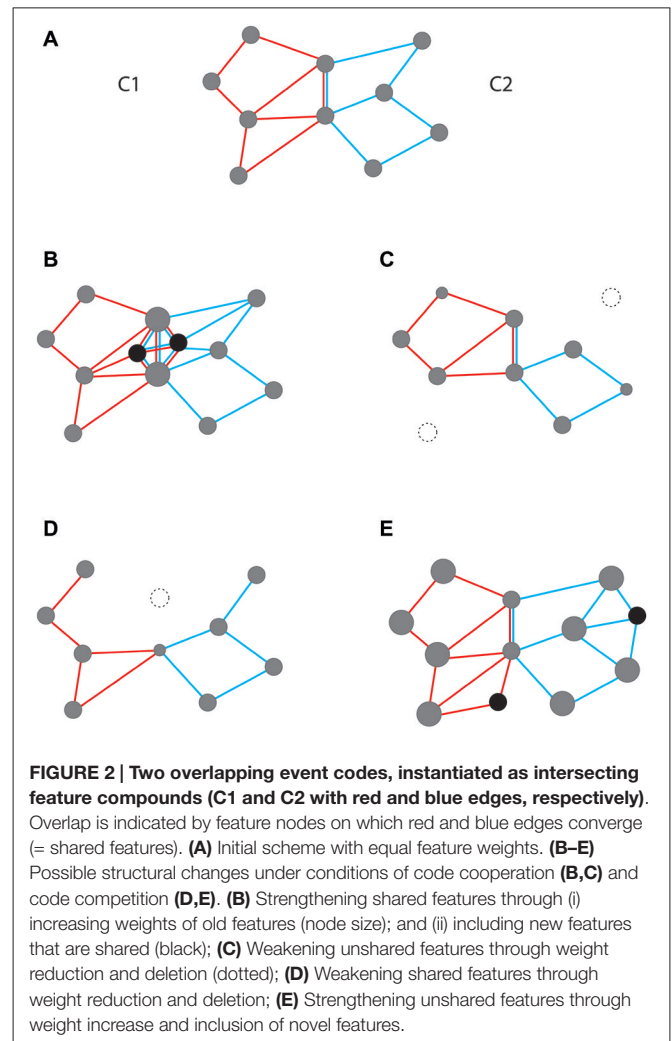 A
C1
C2
B
C
D
E
FIGURE 2 | Two overlapping event codes, instantiated as intersecting
feature compounds (C1 and C2 with red and blue edges, respectively).
Overlap is indicated by feature nodes on which red and blue edges converge
(= shared features). (A) Initial scheme with equal feature weights. (B–E)
Possible structural changes under conditions of code cooperation (B,C) and
code competition (D,E). (B) Strengthening shared features through (i)
increasing weights of old features (node size); and (ii) including new features
that are shared (black); (C) Weakening unshared features through weight
reduction and deletion (dotted); (D) Weakening shared features through
weight reduction and deletion; (E) Strengthening unshared features through
weight increase and inclusion of novel features.